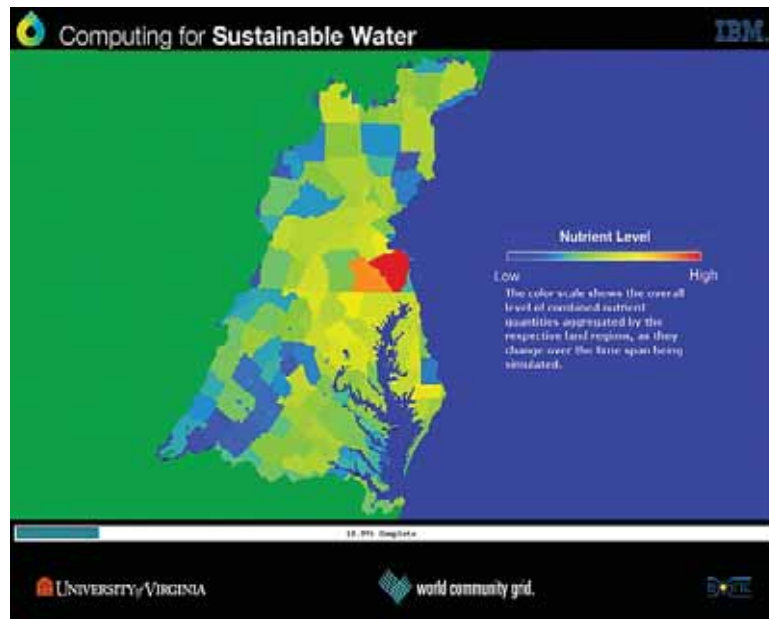 Computing for Sustainable Water
IBM
Nutrient Level
Low
High
The color scale shows the overall
level of combined nutrient
quantities aggregated by the
respective land regions, as they
change over the time span being
simulated.
Complete
UNIVERSITY of VIRGINIA
world community grid.